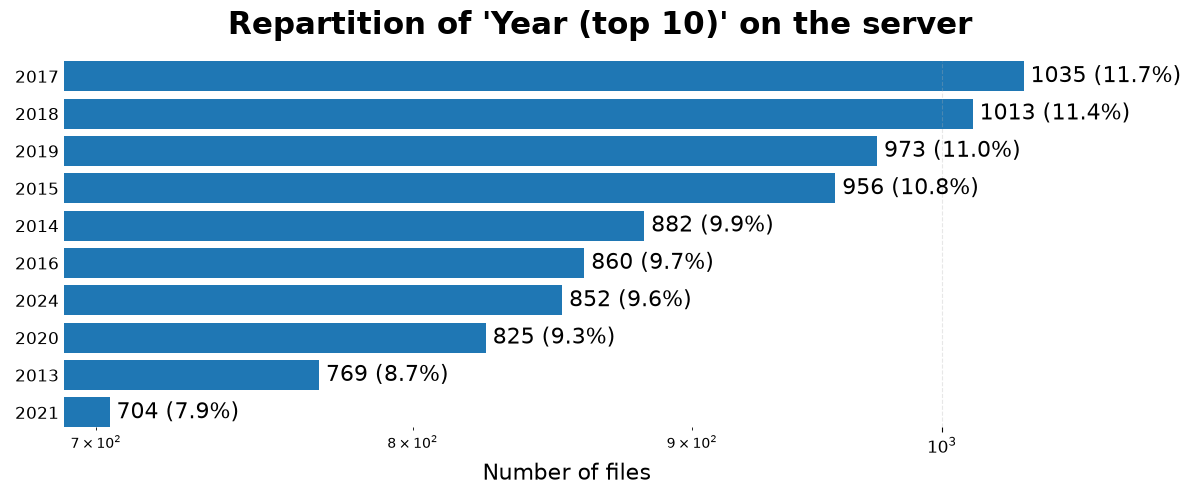 Repartition of 'Year (top 10)' on the server
2017 1035 (11.7%)
2018 1013 (11.4%)
2019 973 (11.0%)
2015 956 (10.8%)
2014 882 (9.9%)
2016 860 (9.7%)
2024 852 (9.6%)
2020 825 (9.3%)
2013 769 (8.7%)
2021 704 (7.9%)
7 × 10² 8 × 10² 9 × 10² 10³
Number of files